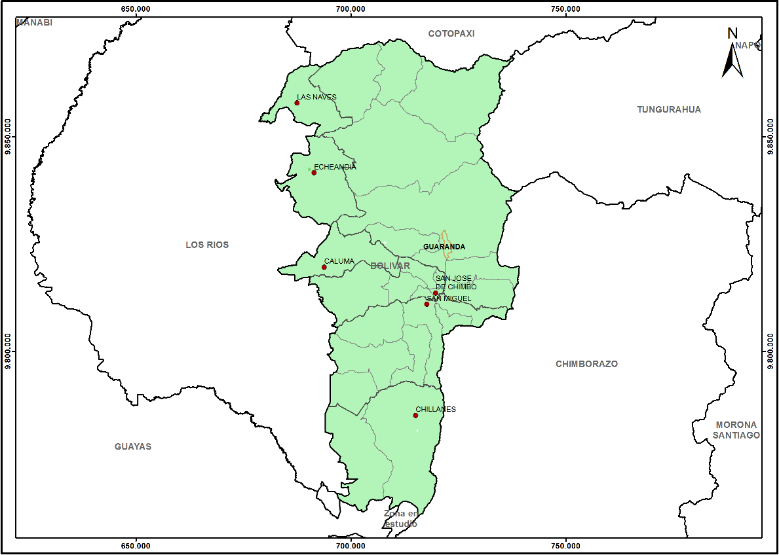 650.000
700.000
750.000
MANABI
COTOPAXI
N
NAPO
LAS NAVES
TUNGURAHUA
9.850.000
9.850.000
ECHEANDIA
LOS RIOS
GUARANDA
CALUMA
BOLIVAR
SAN JOSE
DE CHIMBO
SAN MIGUEL
9.800.000
9.800.000
CHIMBORAZO
CHILLANES
MORONA
SANTIAGO
GUAYAS
Zona en
estudio
650.000
700.000
750.000